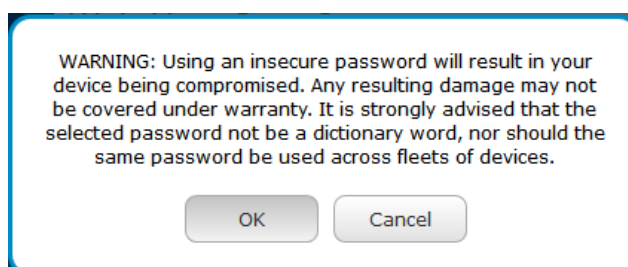 WARNING: Using an insecure password will result in your
device being compromised. Any resulting damage may not
be covered under warranty. It is strongly advised that the
selected password not be a dictionary word, nor should the
same password be used across fleets of devices.
OK
Cancel